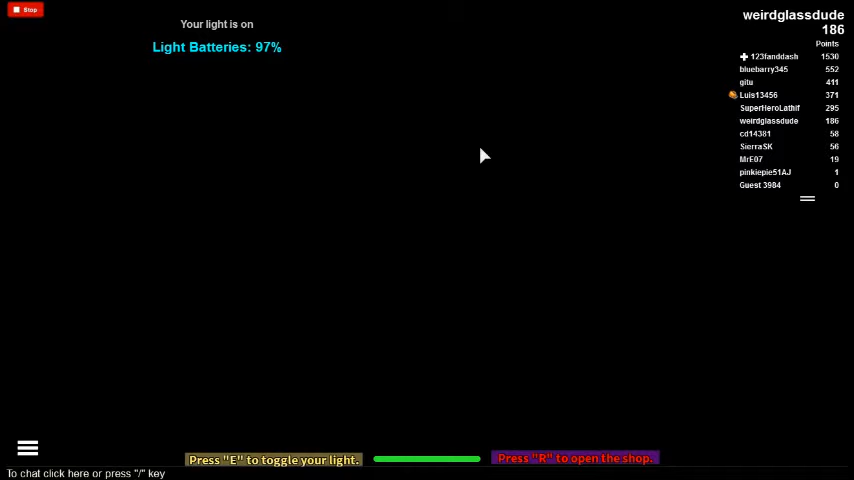 Stop
Your light is on
Light Batteries: 97%
weirdglassdude
186
Points
123fanddash 1530
bluebarry345 552
gitu 411
Luis13456 371
SuperHeroLathif 295
weirdglassdude 186
cd14381 58
SierraSK 56
MrE07 19
pinkiepie51AJ 1
Guest 3984 0
Press "E" to toggle your light.
Press "R" to open the shop.
To chat click here or press "/" key